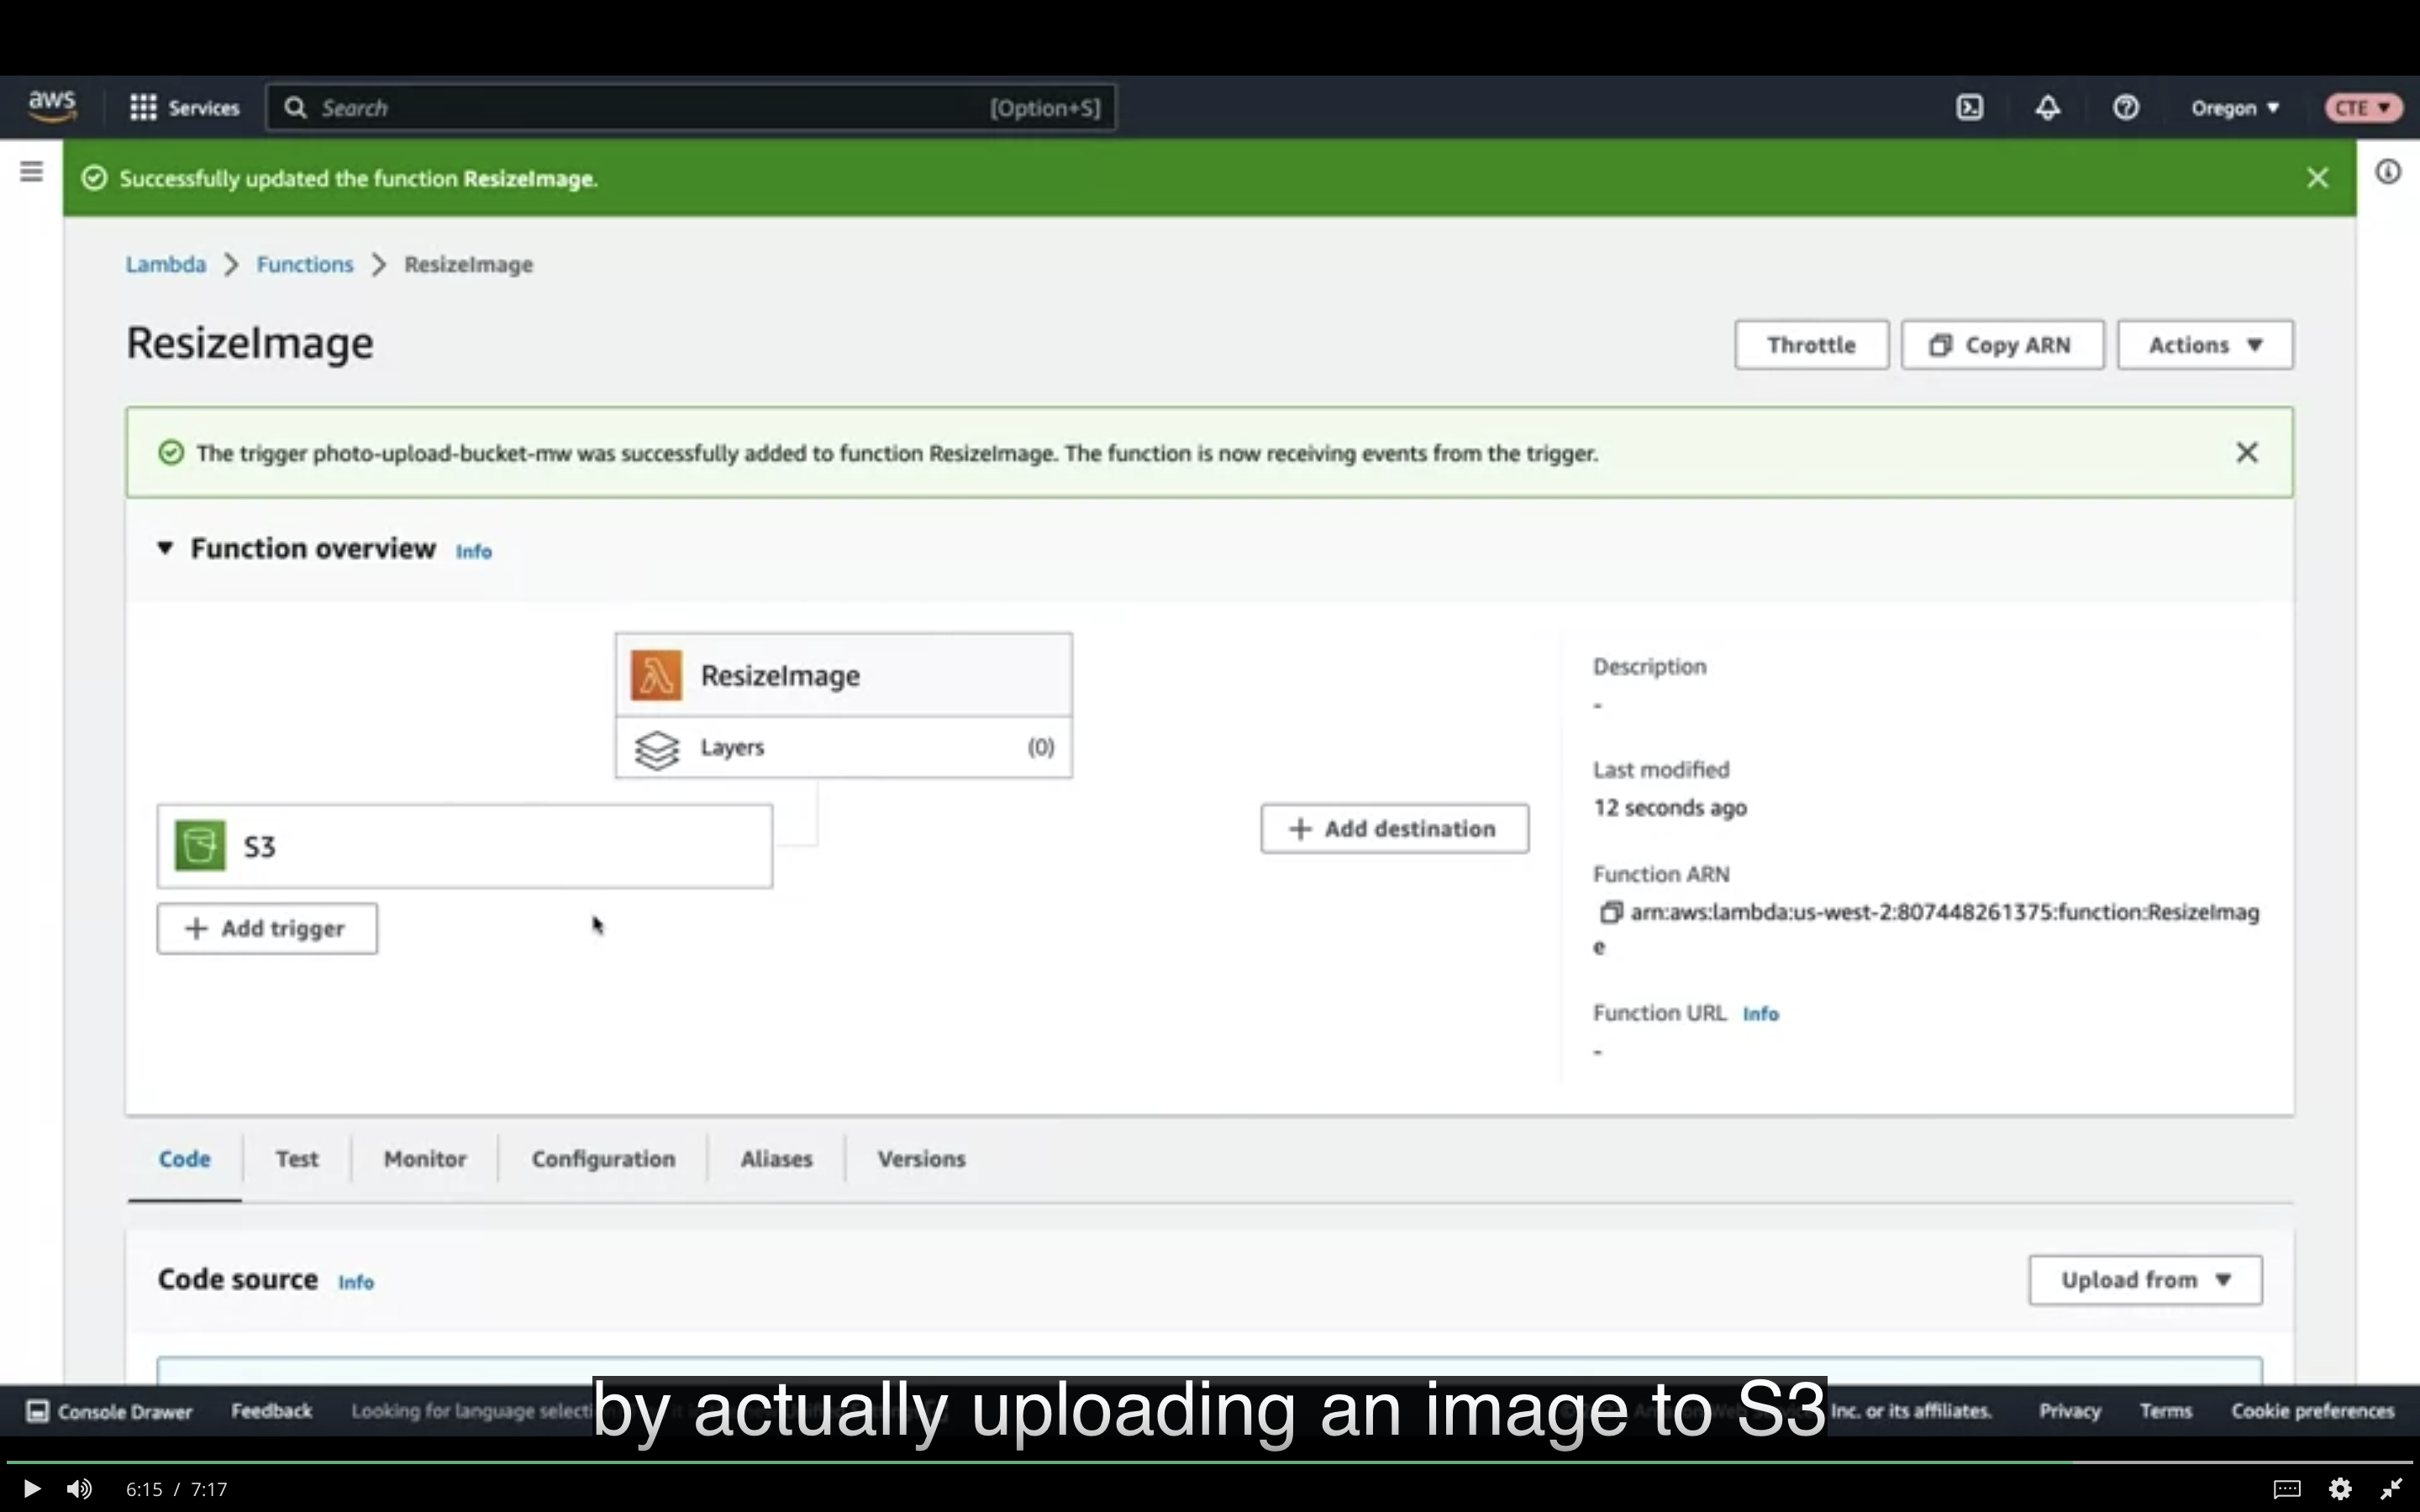 aws
Services
Search
[Option+S]
Oregon
CTE
Successfully updated the function ResizeImage.
Lambda
Functions
ResizeImage
ResizeImage
Throttle
Copy ARN
Actions
The trigger photo-upload-bucket-mw was successfully added to function ResizeImage. The function is now receiving events from the trigger.
Function overview
Info
ResizeImage
Layers
(0)
S3
+ Add trigger
+ Add destination
Description
-
Last modified
12 seconds ago
Function ARN
arn:aws:lambda:us-west-2:807448261375:function:ResizeImag
e
Function URL
Info
-
Code
Test
Monitor
Configuration
Aliases
Versions
Code source
Info
Upload from
by actually uploading an image to S3
Console Drawer
Feedback
Looking for language selecti
Inc. or its affiliates.
Privacy
Terms
Cookie preferences
6:15 / 7:17